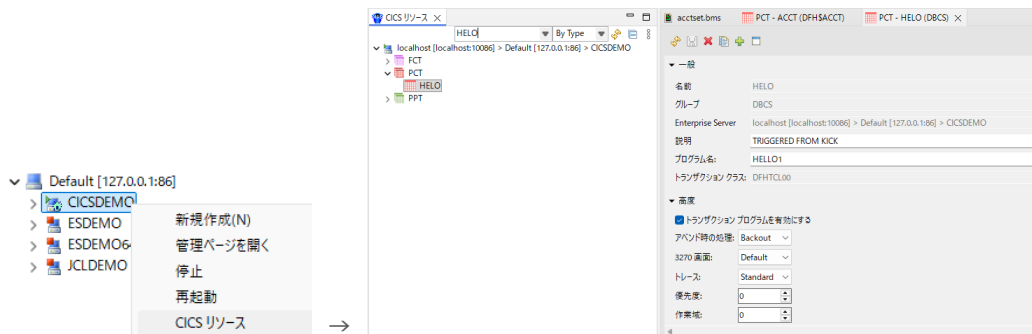 Default [127.0.0.1:86]
CICSDEMO
ESDEMO
ESDEMO64
JCLDEMO
新規作成(N)
管理ページを開く
停止
再起動
CICS リソース
→
CICS リソース
HELO
By Type
localhost [localhost:10086] > Default [127.0.0.1:86] > CICSDEMO
FCT
PCT
HELO
PPT
acctset.bms
PCT - ACCT (DFH$ACCT)
PCT - HELO (DBCS)
一般
名前 HELO
グループ DBCS
Enterprise Server localhost [localhost:10086] > Default [127.0.0.1:86] > CICSDEMO
説明 TRIGGERED FROM KICK
プログラム名: HELLO1
トランザクション クラス: DFHTCL00
高度
トランザクション プログラムを有効にする
アベンド時の処理: Backout
3270 画面: Default
トレース: Standard
優先度: 0
作業域: 0